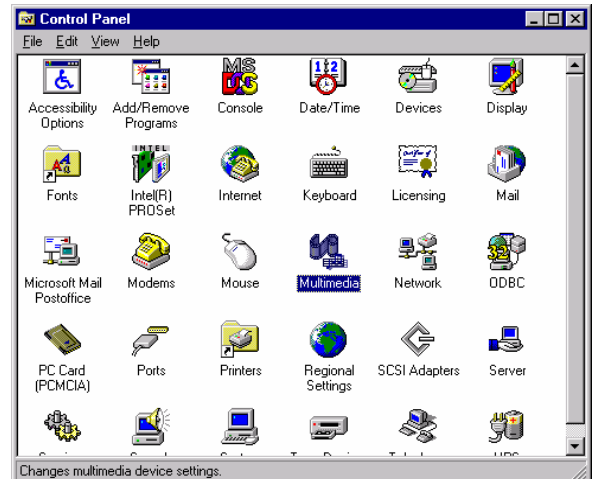 Control Panel
File Edit View Help
MS DOS 1 2
Accessibility Options Add/Remove Programs Console Date/Time Devices Display
INTEL
Fonts Intel(R) PROSet Internet Keyboard Licensing Mail
32
Microsoft Mail Postoffice Modems Mouse Multimedia Network ODBC
PC Card (PCMCIA) Ports Printers Regional Settings SCSI Adapters Server
Changes multimedia device settings.